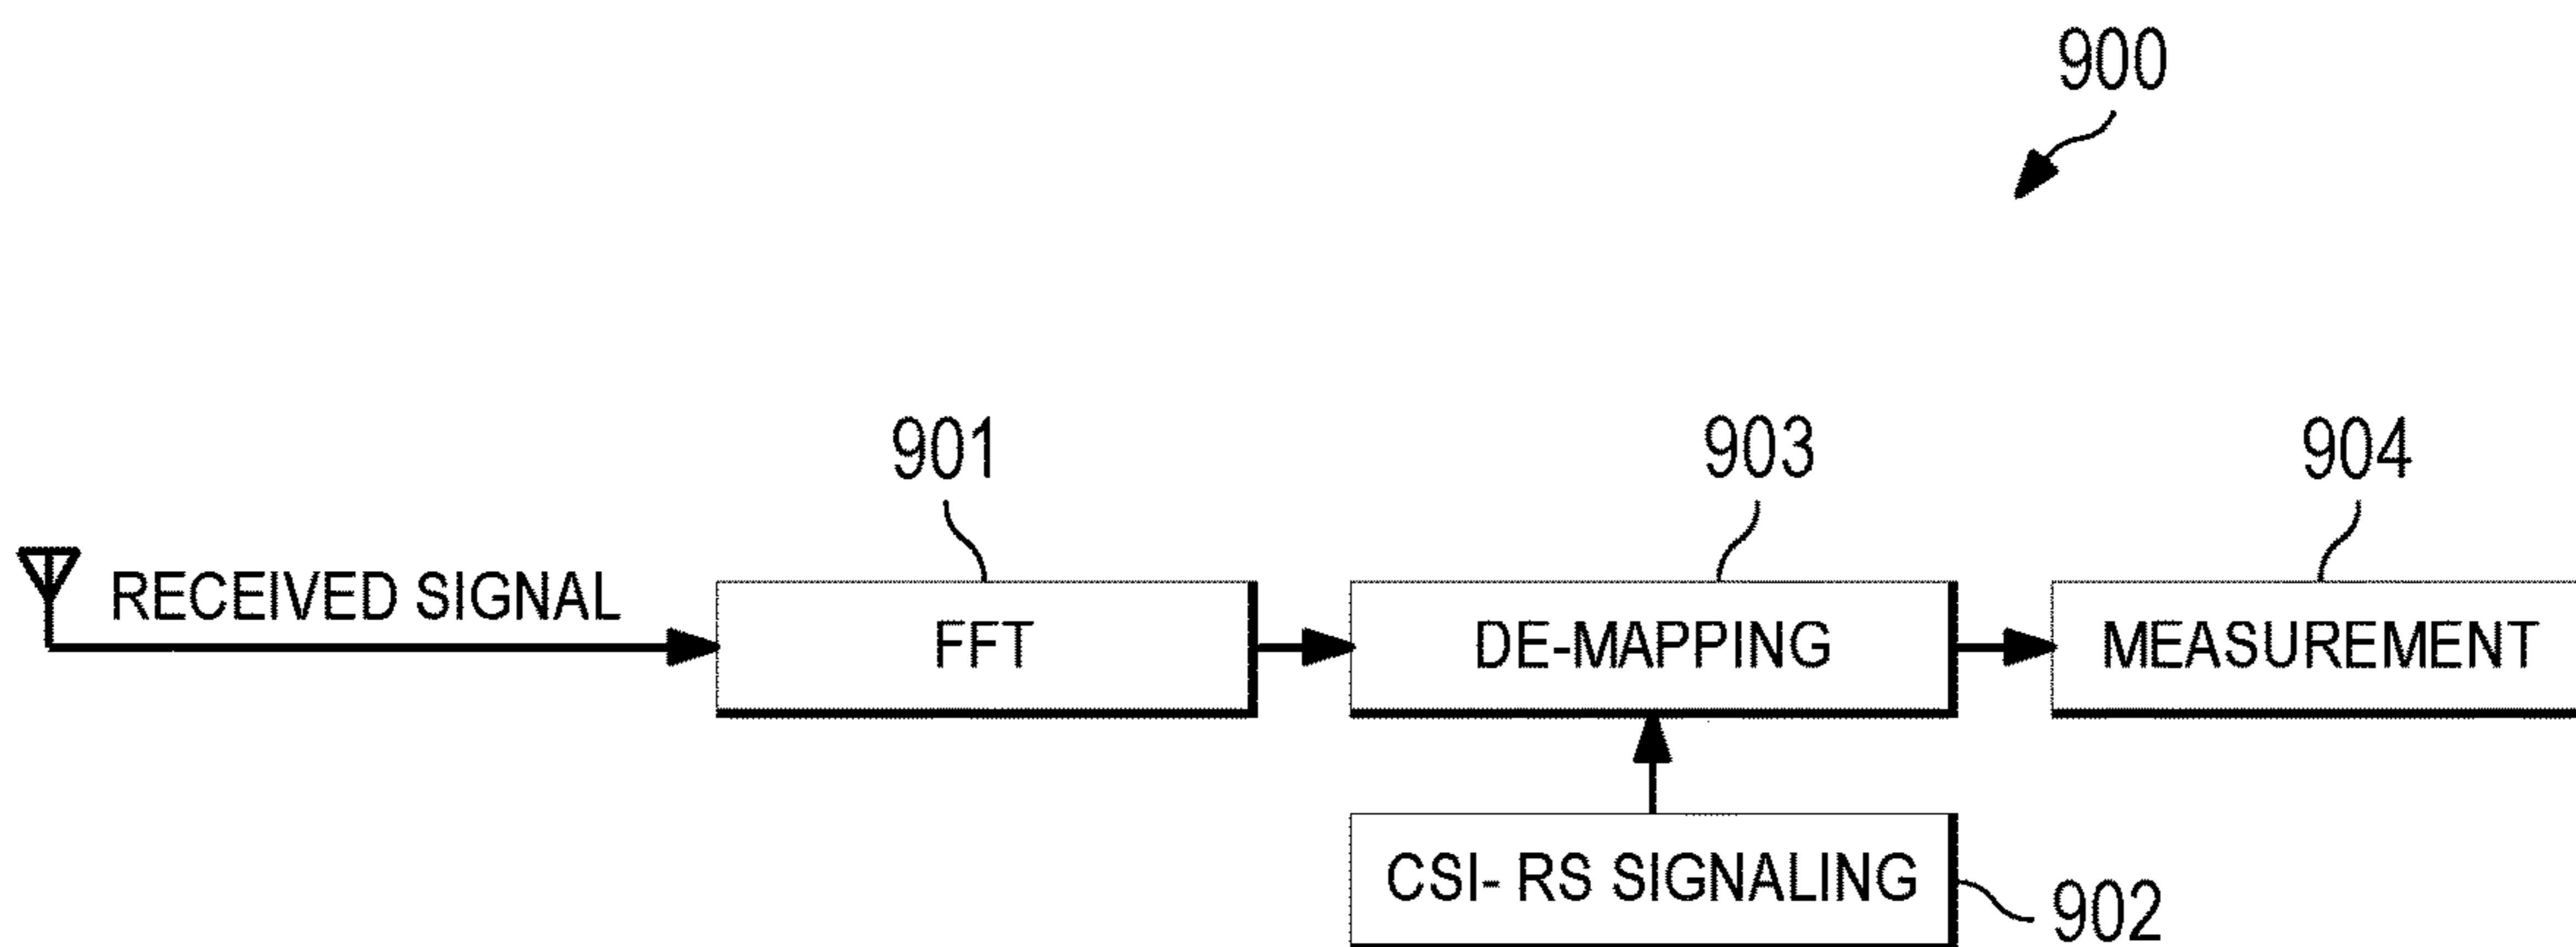 900
901
903
904
RECEIVED SIGNAL
FFT
DE-MAPPING
MEASUREMENT
CSI- RS SIGNALING
902